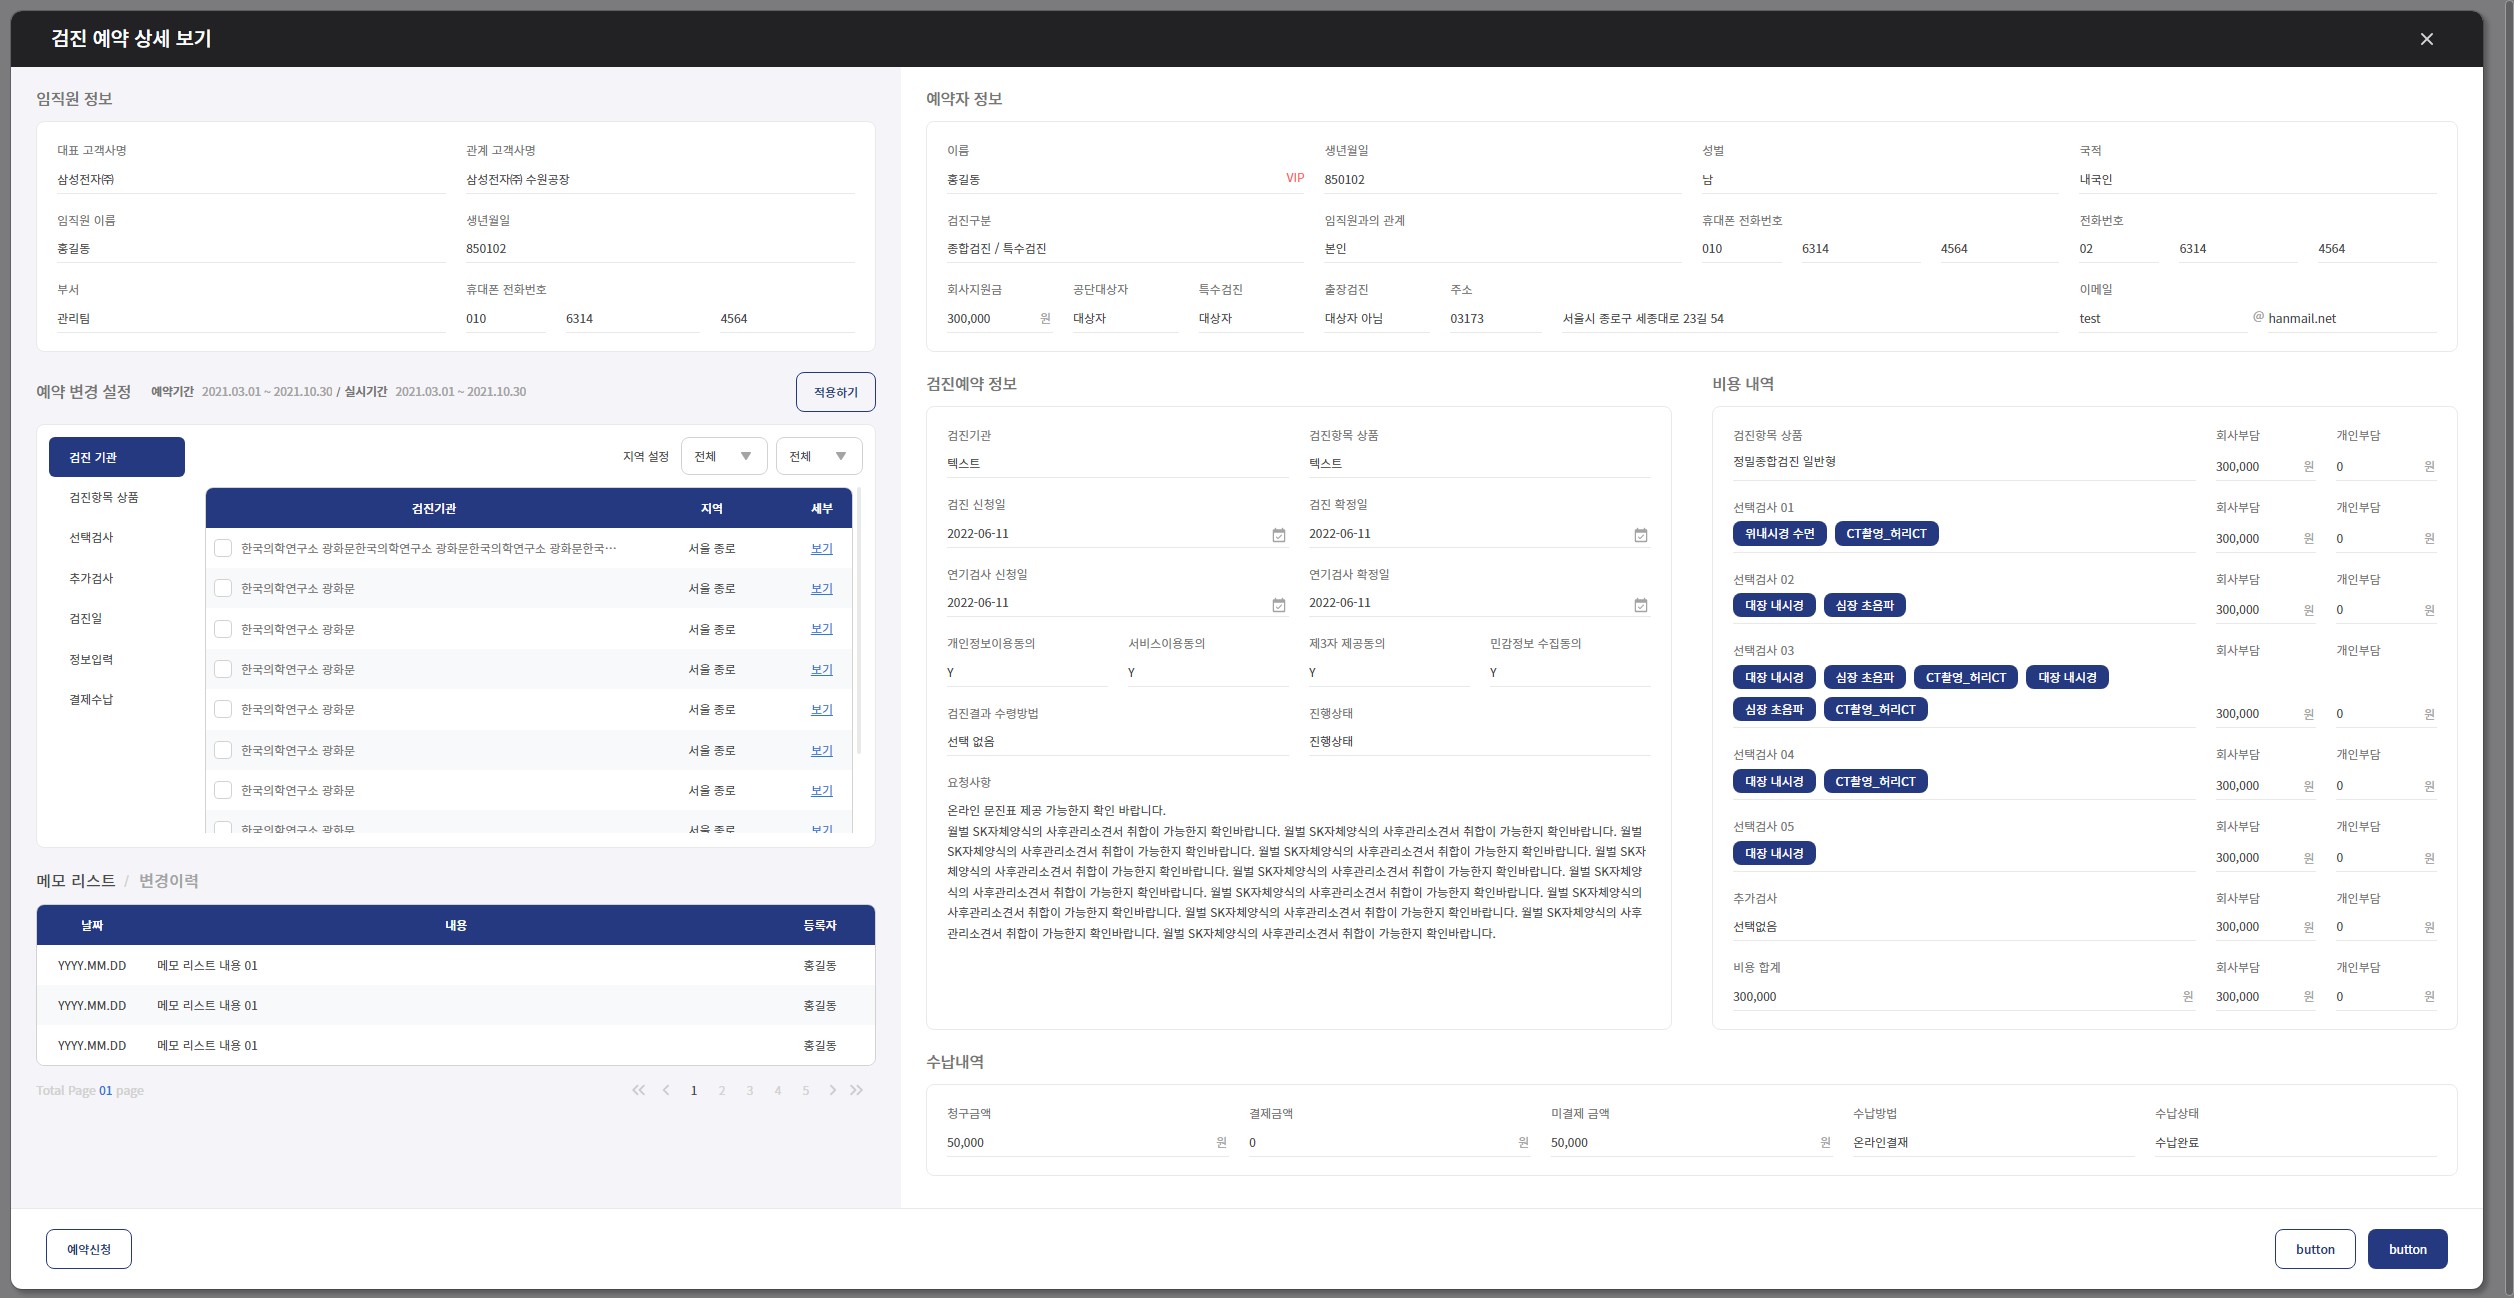 검진 예약 상세 보기
임직원 정보
대표 고객사명
관계 고객사명
삼성전자㈜
삼성전자㈜ 수원공장
임직원 이름
생년월일
홍길동
850102
부서
휴대폰 전화번호
관리팀
010
6314
4564
예약 변경 설정
예약기간 2021.03.01 ~ 2021.10.30 / 실시기간 2021.03.01 ~ 2021.10.30
적용하기
검진 기관
검진항목 상품
선택검사
추가검사
검진일
정보입력
결제수납
지역 설정
전체
전체
검진기관 지역 세부
한국의학연구소 광화문한국의학연구소 광화문한국의학연구소 광화문한국… 서울 종로 보기
한국의학연구소 광화문 서울 종로 보기
한국의학연구소 광화문 서울 종로 보기
한국의학연구소 광화문 서울 종로 보기
한국의학연구소 광화문 서울 종로 보기
한국의학연구소 광화문 서울 종로 보기
한국의학연구소 광화문 서울 종로 보기
한국의학연구소 광화문 서울 종로 보기
메모 리스트 / 변경이력
날짜 내용 등록자
YYYY.MM.DD 메모 리스트 내용 01 홍길동
YYYY.MM.DD 메모 리스트 내용 01 홍길동
YYYY.MM.DD 메모 리스트 내용 01 홍길동
Total Page 01 page
1 2 3 4 5
예약자 정보
이름 생년월일 성별 국적
홍길동 VIP 850102 남 내국인
검진구분 임직원과의 관계 휴대폰 전화번호 전화번호
종합검진 / 특수검진 본인 010 6314 4564 02 6314 4564
회사지원금 공단대상자 특수검진 출장검진 주소 이메일
300,000 원 대상자 대상자 대상자 아님 03173 서울시 종로구 세종대로 23길 54 test @ hanmail.net
검진예약 정보
검진기관 검진항목 상품
텍스트 텍스트
검진 신청일 검진 확정일
2022-06-11 2022-06-11
연기검사 신청일 연기검사 확정일
2022-06-11 2022-06-11
개인정보이용동의 서비스이용동의 제3자 제공동의 민감정보 수집동의
Y Y Y Y
검진결과 수령방법 진행상태
선택 없음 진행상태
요청사항
온라인 문진표 제공 가능한지 확인 바랍니다.
월별 SK자체양식의 사후관리소견서 취합이 가능한지 확인바랍니다. 월별 SK자체양식의 사후관리소견서 취합이 가능한지 확인바랍니다. 월별
SK자체양식의 사후관리소견서 취합이 가능한지 확인바랍니다. 월별 SK자체양식의 사후관리소견서 취합이 가능한지 확인바랍니다. 월별 SK자
체양식의 사후관리소견서 취합이 가능한지 확인바랍니다. 월별 SK자체양식의 사후관리소견서 취합이 가능한지 확인바랍니다. 월별 SK자체양
식의 사후관리소견서 취합이 가능한지 확인바랍니다. 월별 SK자체양식의 사후관리소견서 취합이 가능한지 확인바랍니다. 월별 SK자체양식의
사후관리소견서 취합이 가능한지 확인바랍니다. 월별 SK자체양식의 사후관리소견서 취합이 가능한지 확인바랍니다. 월별 SK자체양식의 사후
관리소견서 취합이 가능한지 확인바랍니다. 월별 SK자체양식의 사후관리소견서 취합이 가능한지 확인바랍니다.
비용 내역
검진항목 상품 회사부담 개인부담
정밀종합검진 일반형 300,000 원 0 원
선택검사 01 회사부담 개인부담
위내시경 수면 CT촬영_허리CT 300,000 원 0 원
선택검사 02 회사부담 개인부담
대장 내시경 심장 초음파 300,000 원 0 원
선택검사 03 회사부담 개인부담
대장 내시경 심장 초음파 CT촬영_허리CT 대장 내시경
심장 초음파 CT촬영_허리CT 300,000 원 0 원
선택검사 04 회사부담 개인부담
대장 내시경 CT촬영_허리CT 300,000 원 0 원
선택검사 05 회사부담 개인부담
대장 내시경 300,000 원 0 원
추가검사 회사부담 개인부담
선택없음 300,000 원 0 원
비용 합계 회사부담 개인부담
300,000 원 300,000 원 0 원
수납내역
청구금액 결제금액 미결제 금액 수납방법 수납상태
50,000 원 0 원 50,000 원 온라인결재 수납완료
예약신청
button
button